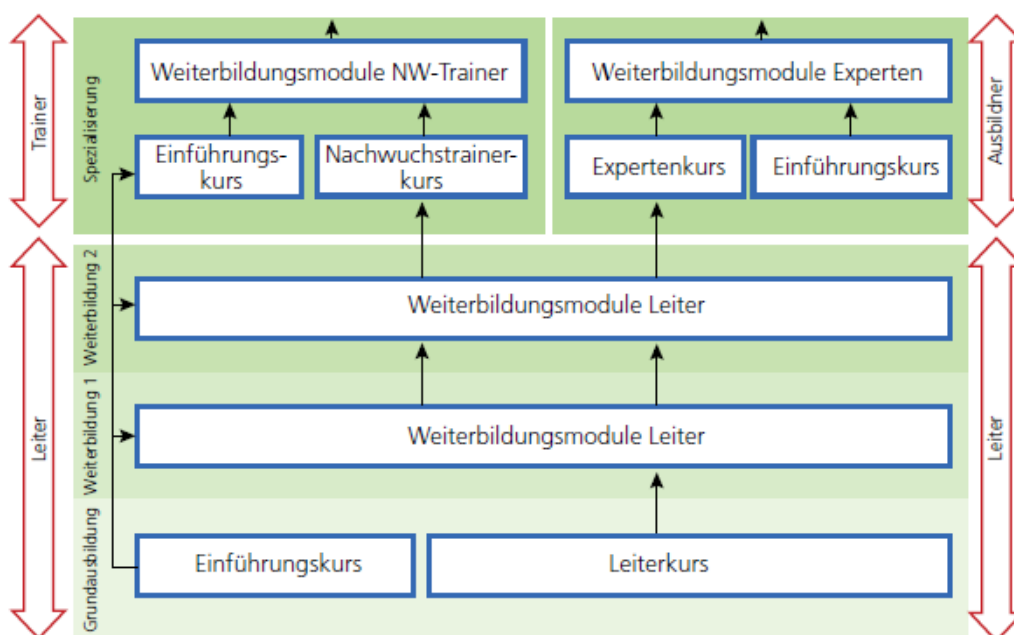 Trainer
Spezialisierung
Weiterbildungsmodule NW-Trainer
Weiterbildungsmodule Experten
Einführungs-
kurs
Nachwuchstrainer-
kurs
Expertenkurs
Einführungskurs
Ausbildner
Leiter
Weiterbildung 2
Weiterbildungsmodule Leiter
Weiterbildung 1
Weiterbildungsmodule Leiter
Grundausbildung
Einführungskurs
Leiterkurs
Leiter